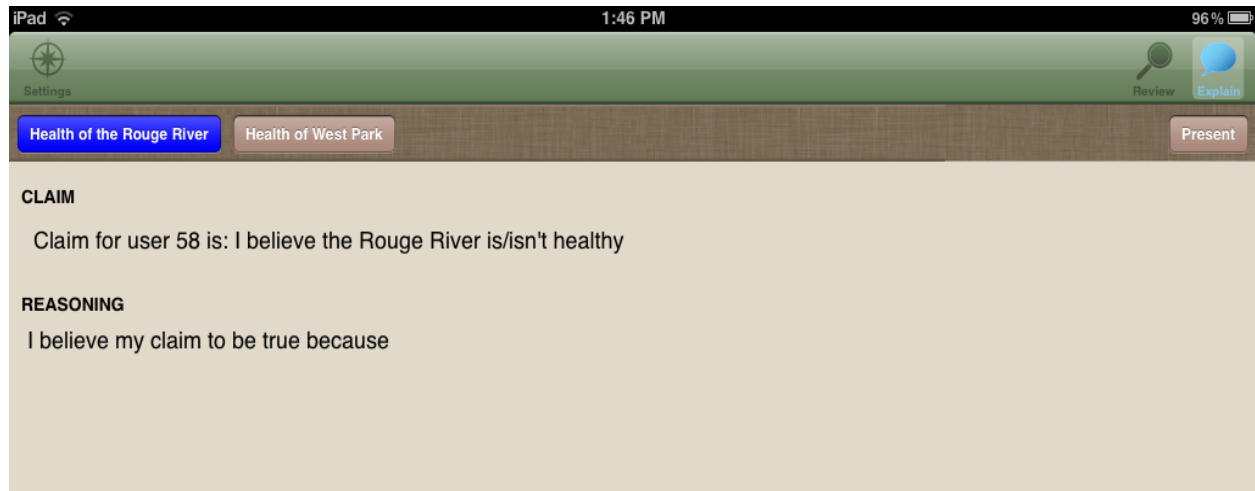 iPad 1:46 PM 96%
Settings Review Explain
Health of the Rouge River Health of West Park Present
CLAIM
Claim for user 58 is: I believe the Rouge River is/isn't healthy
REASONING
I believe my claim to be true because